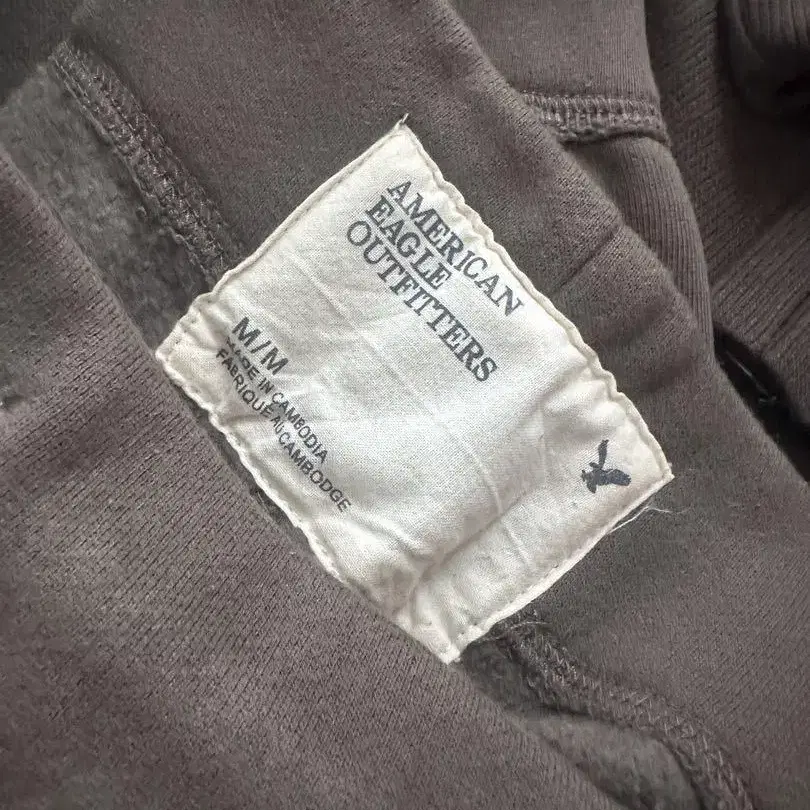 AMERICAN
EAGLE
OUTFITTERS
M/M
MADE IN CAMBODIA
FABRIQUÉ AU CAMBODGE